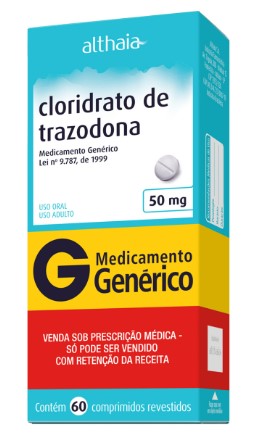 althaia
cloridrato de
trazodona
Medicamento Genérico
Lei nº 9.787, de 1999
USO ORAL
USO ADULTO
50 mg
G Medicamento
Genérico
VENDA SOB PRESCRIÇÃO MÉDICA -
SÓ PODE SER VENDIDO
COM RETENÇÃO DA RECEITA
Contém 60 comprimidos revestidos